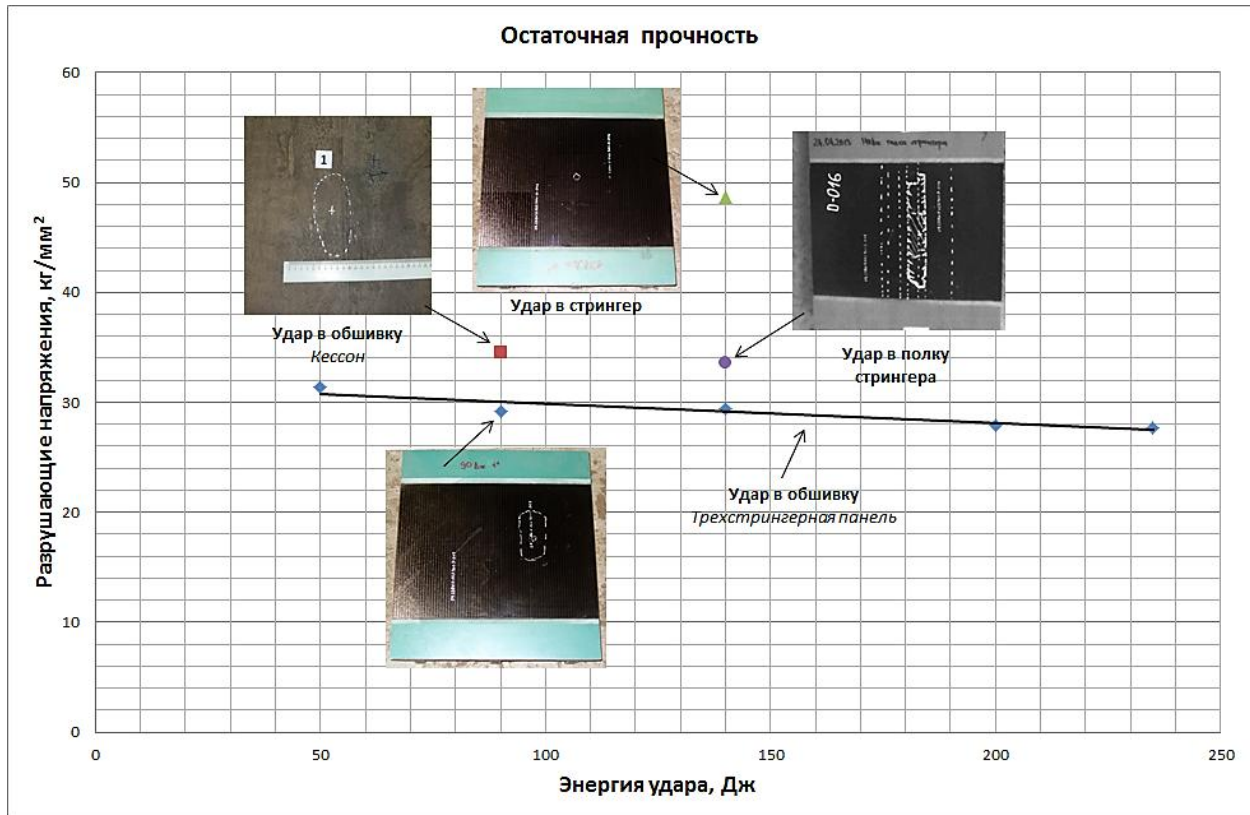 Остаточная прочность
Разрушающие напряжения, кг/мм²
60
50
40
30
20
10
0
1
Удар в обшивку
Кессон
Удар в стрингер
D-016
Удар в полку
стрингера
90 Дж
Удар в обшивку
Трехстрингерная панель
0
50
100
150
200
250
Энергия удара, Дж